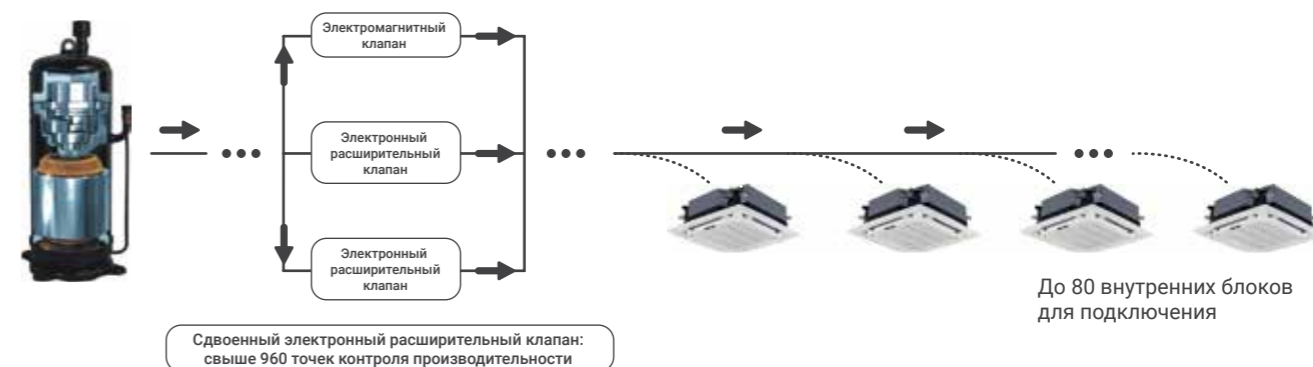 Электромагнитный
клапан
Электронный
расширительный
клапан
Электронный
расширительный
клапан
Сдвоенный электронный расширительный клапан:
свыше 960 точек контроля производительности
До 80 внутренних блоков
для подключения